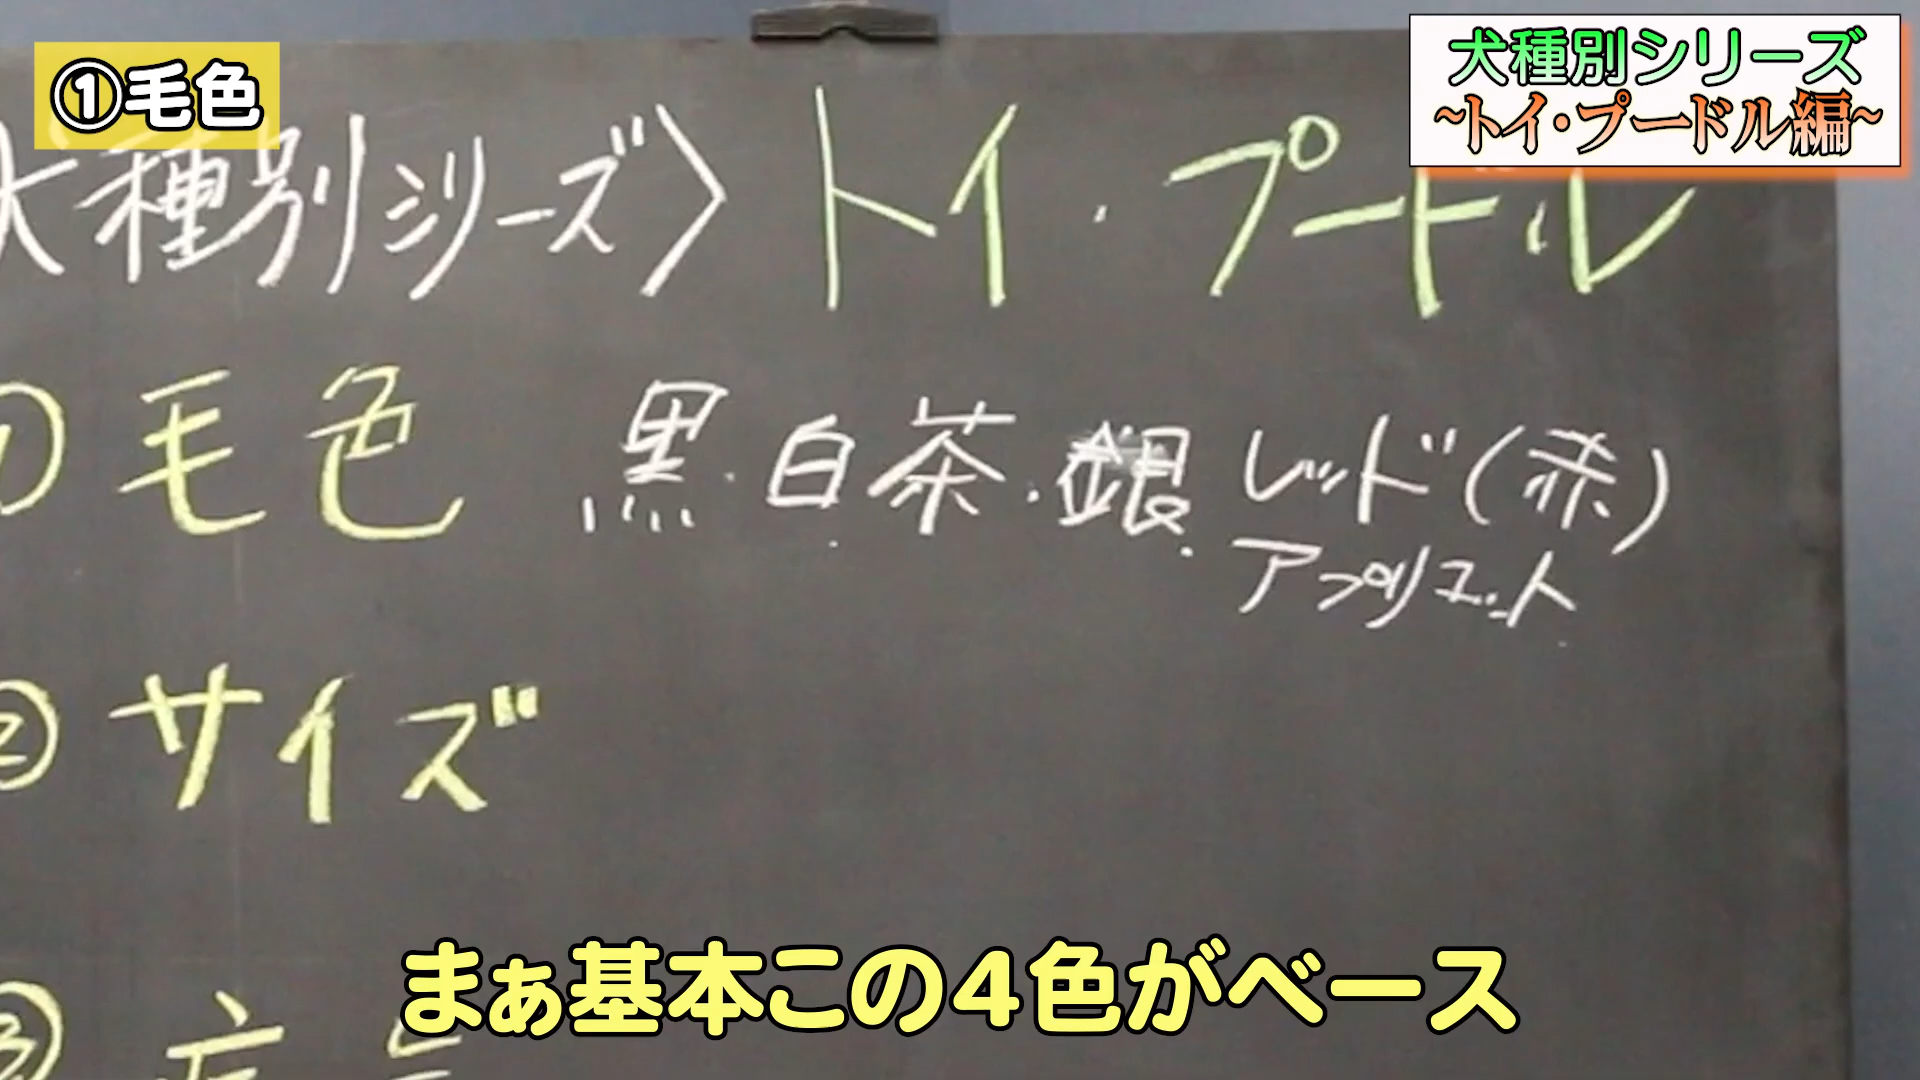 ①毛色
犬種別シリーズ
~トイ・プードル編~
犬種別シリーズ〉トイ・プードル
①毛色 黒・白・茶・銀 レッド(赤)
アプリコット
②サイズ
③
まぁ基本この4色がベース